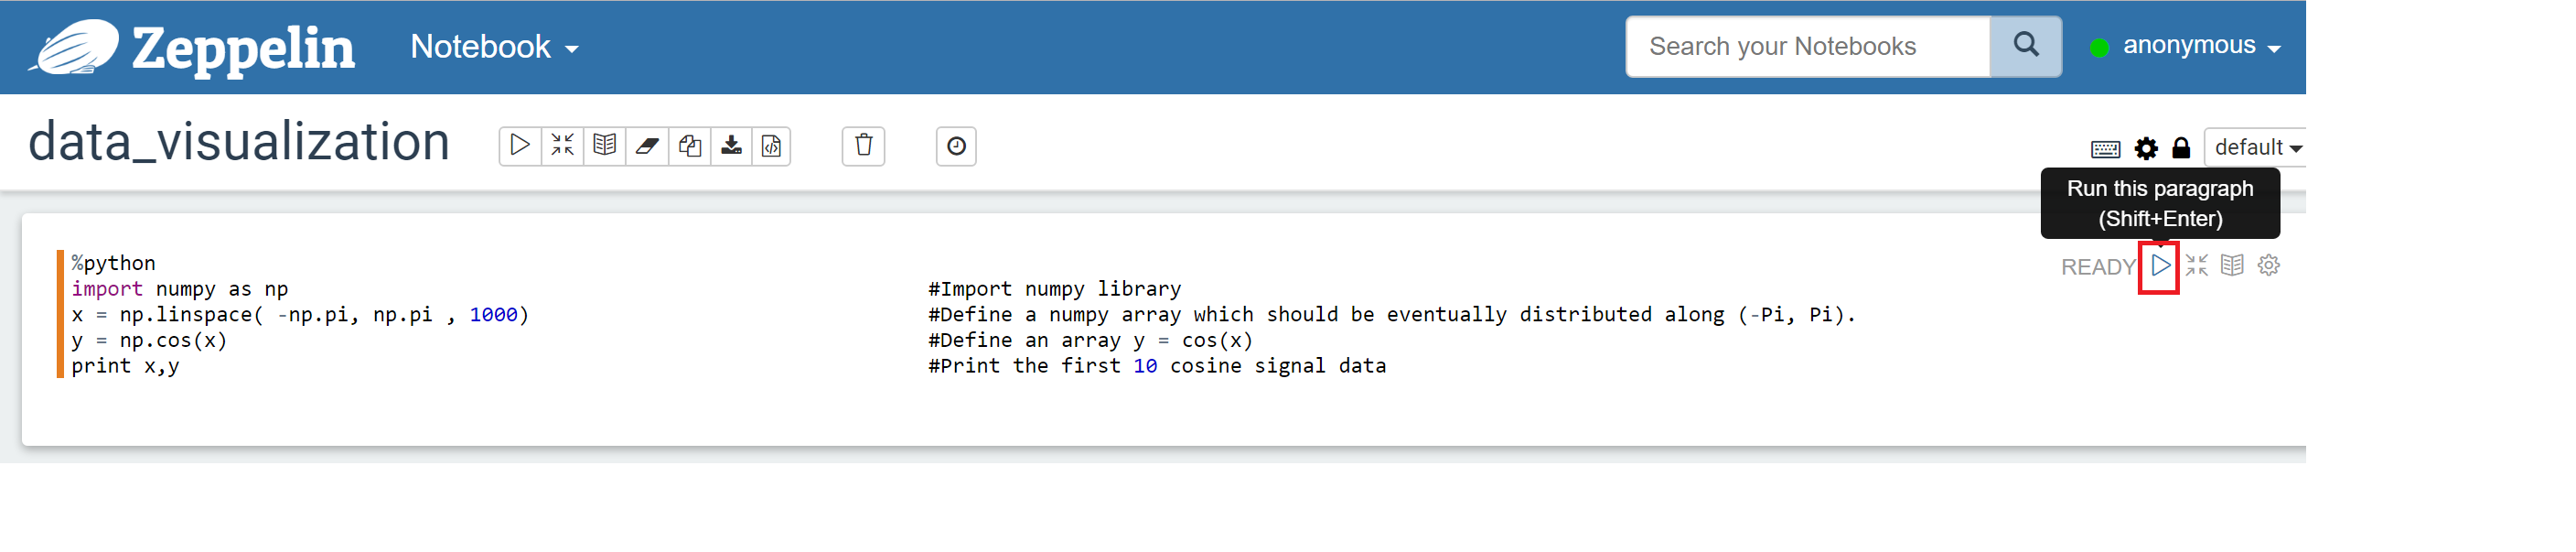 Zeppelin Notebook Search your Notebooks anonymous
data_visualization default
Run this paragraph
(Shift+Enter)
%python READY
import numpy as np #Import numpy library
x = np.linspace( -np.pi, np.pi , 1000) #Define a numpy array which should be eventually distributed along (-Pi, Pi).
y = np.cos(x) #Define an array y = cos(x)
print x,y #Print the first 10 cosine signal data